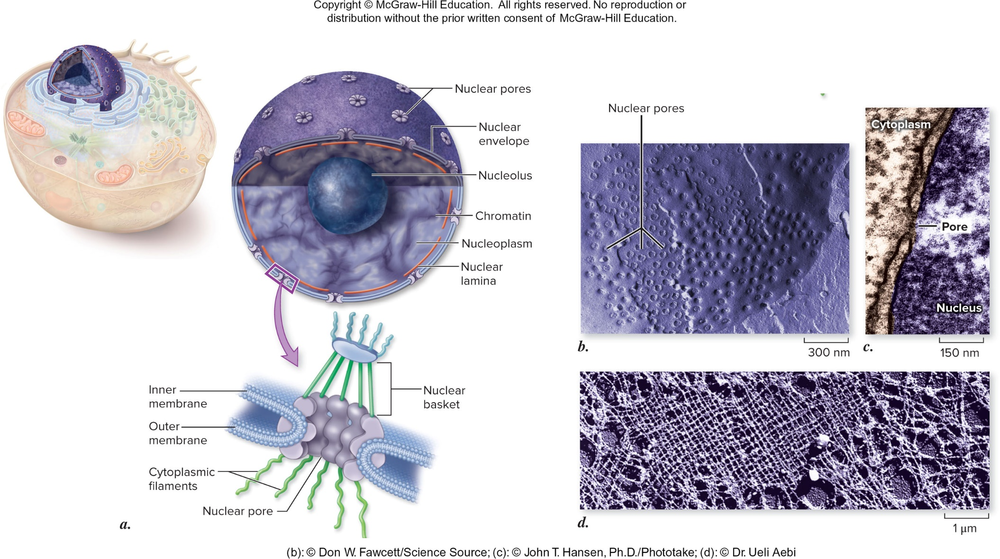 Copyright © McGraw-Hill Education. All rights reserved. No reproduction or
distribution without the prior written consent of McGraw-Hill Education.
Nuclear pores
Nuclear
envelope
Nucleolus
Chromatin
Nucleoplasm
Nuclear
lamina
Inner
membrane
Outer
membrane
Nuclear
basket
Cytoplasmic
filaments
Nuclear pore
a.
Nuclear pores
b.
300 nm
Cytoplasm
Pore
Nucleus
c.
150 nm
d.
1 µm
(b): © Don W. Fawcett/Science Source; (c): © John T. Hansen, Ph.D./Phototake; (d): © Dr. Ueli Aebi